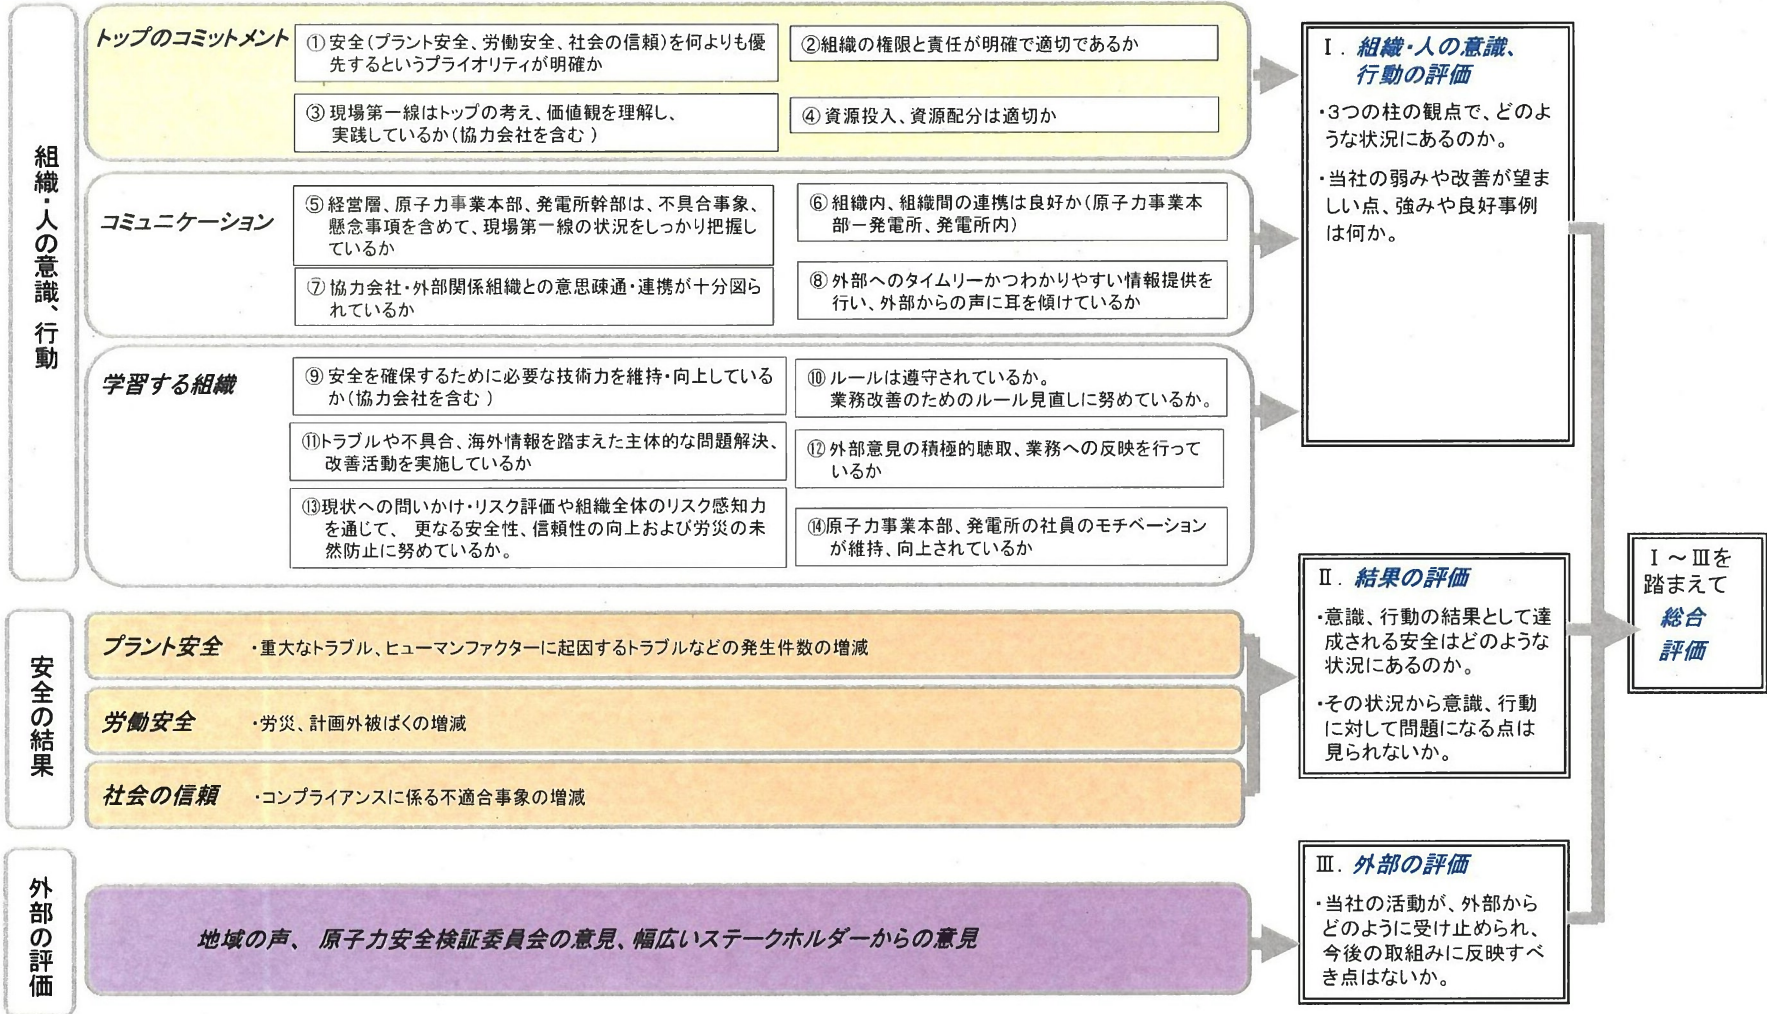 組織・人の意識、行動
トップのコミットメント
①安全(プラント安全、労働安全、社会の信頼)を何よりも優
先するというプライオリティが明確か
②組織の権限と責任が明確で適切であるか
③現場第一線はトップの考え、価値観を理解し、
実践しているか(協力会社を含む )
④資源投入、資源配分は適切か
コミュニケーション
⑤経営層、原子力事業本部、発電所幹部は、不具合事象、
懸念事項を含めて、現場第一線の状況をしっかり把握し
ているか
⑥組織内、組織間の連携は良好か(原子力事業本
部ー発電所、発電所内)
⑦協力会社・外部関係組織との意思疎通・連携が十分図ら
れているか
⑧外部へのタイムリーかつわかりやすい情報提供を
行い、外部からの声に耳を傾けているか
学習する組織
⑨安全を確保するために必要な技術力を維持・向上している
か(協力会社を含む )
⑩ルールは遵守されているか。
業務改善のためのルール見直しに努めているか。
⑪トラブルや不具合、海外情報を踏まえた主体的な問題解決、
改善活動を実施しているか
⑫外部意見の積極的聴取、業務への反映を行って
いるか
⑬現状への問いかけ・リスク評価や組織全体のリスク感知力
を通じて、 更なる安全性、信頼性の向上および労災の未
然防止に努めているか。
⑭原子力事業本部、発電所の社員のモチベーション
が維持、向上されているか
Ⅰ. 組織・人の意識、
行動の評価
・3つの柱の観点で、どのよ
うな状況にあるのか。
・当社の弱みや改善が望ま
しい点、強みや良好事例
は何か。
安全の結果
プラント安全 ・重大なトラブル、ヒューマンファクターに起因するトラブルなどの発生件数の増減
労働安全 ・労災、計画外被ばくの増減
社会の信頼 ・コンプライアンスに係る不適合事象の増減
Ⅱ. 結果の評価
・意識、行動の結果として達
成される安全はどのような
状況にあるのか。
・その状況から意識、行動
に対して問題になる点は
見られないか。
外部の評価
地域の声、 原子力安全検証委員会の意見、幅広いステークホルダーからの意見
Ⅲ. 外部の評価
・当社の活動が、外部から
どのように受け止められ、
今後の取組みに反映すべ
き点はないか。
Ⅰ～Ⅲを
踏まえて
総合
評価